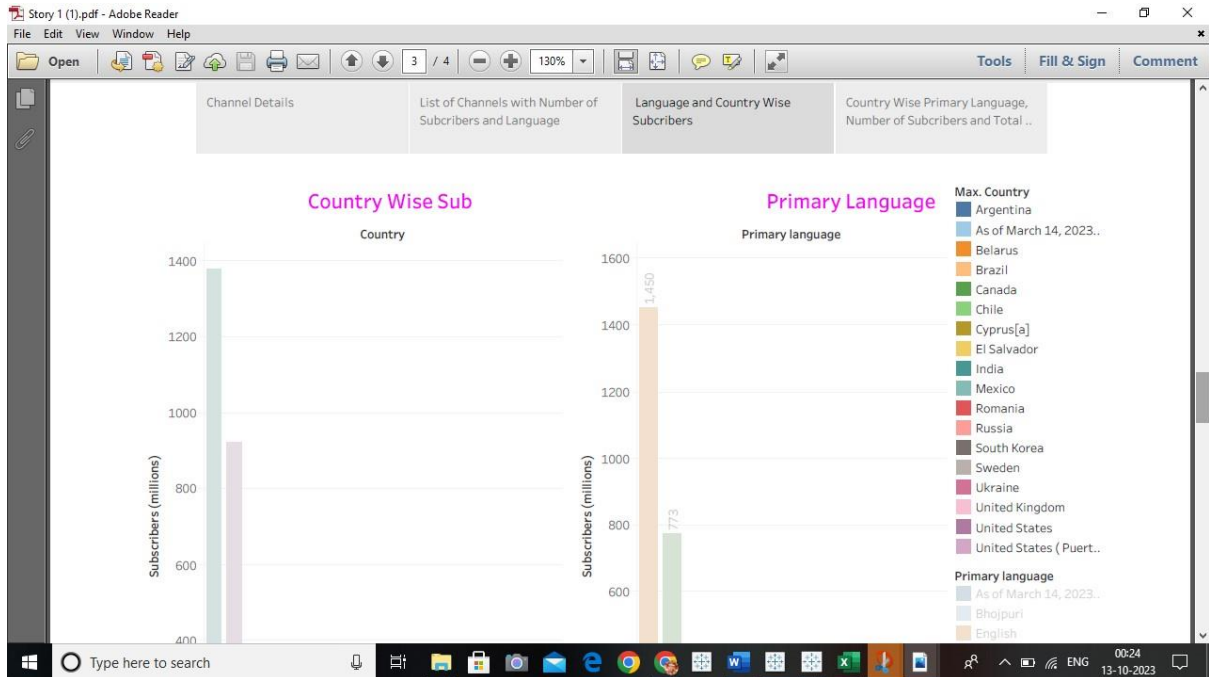 Story 1 (1).pdf - Adobe Reader
File Edit View Window Help
Open
3 / 4
130%
Tools
Fill & Sign
Comment
Channel Details
List of Channels with Number of
Subcribers and Language
Language and Country Wise
Subcribers
Country Wise Primary Language,
Number of Subcribers and Total ..
Country Wise Sub
Country
1400
1200
1000
800
600
400
Subscribers (millions)
Primary Language
Primary language
1600
1400
1200
1000
800
600
Subscribers (millions)
1,450
773
Max. Country
Argentina
As of March 14, 2023..
Belarus
Brazil
Canada
Chile
Cyprus[a]
El Salvador
India
Mexico
Romania
Russia
South Korea
Sweden
Ukraine
United Kingdom
United States
United States ( Puert..
Primary language
As of March 14, 2023..
Bhojpuri
English
Type here to search
ENG
00:24
13-10-2023